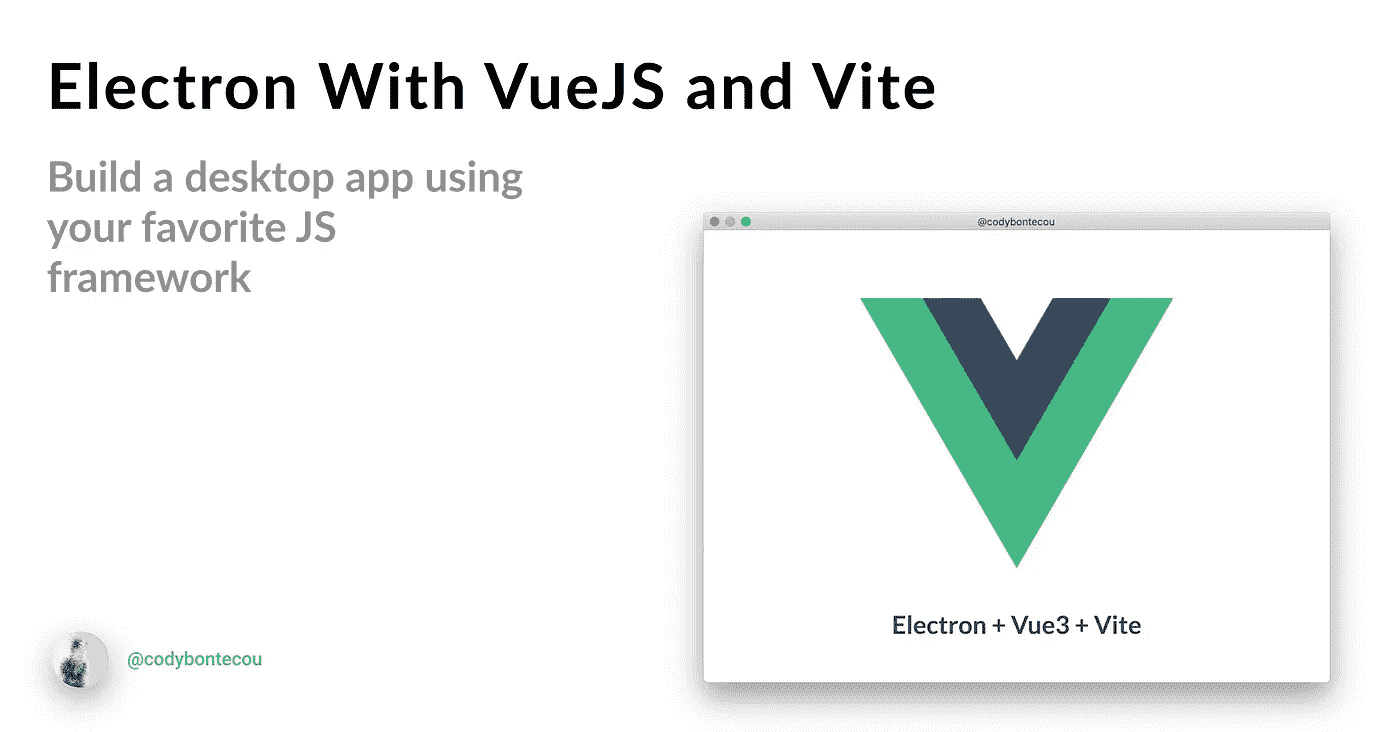 Electron With VueJS and Vite
Build a desktop app using
your favorite JS
framework
@codybontecou
Electron + Vue3 + Vite
@codybontecou